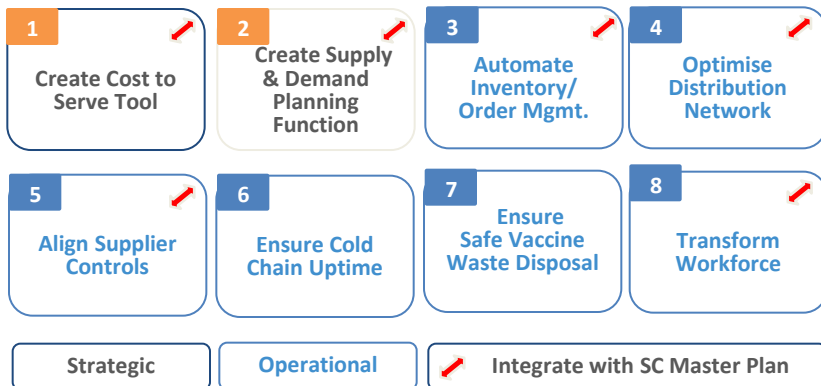 1
Create Cost to
Serve Tool
2
Create Supply
& Demand
Planning
Function
3
Automate
Inventory/
Order Mgmt.
4
Optimise
Distribution
Network
5
Align Supplier
Controls
6
Ensure Cold
Chain Uptime
7
Ensure
Safe Vaccine
Waste Disposal
8
Transform
Workforce
Strategic
Operational
Integrate with SC Master Plan